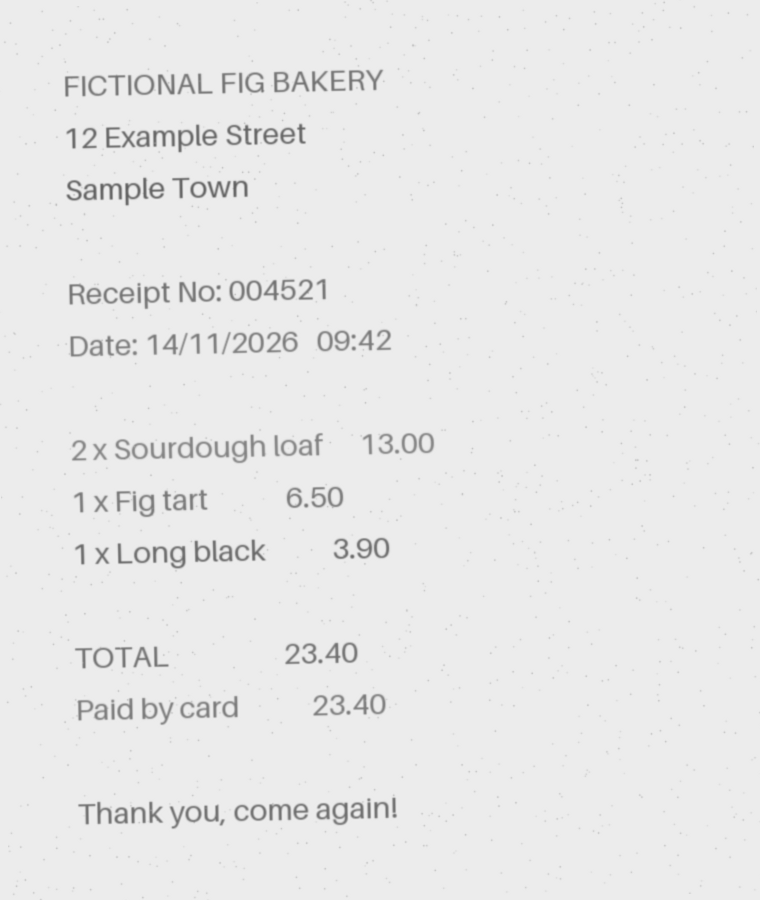 FICTIONAL FIG BAKERY
12 Example Street
Sample Town
Receipt No: 004521
Date: 14/11/2026 09:42
2 x Sourdough loaf 13.00
1 x Fig tart 6.50
1 x Long black 3.90
TOTAL 23.40
Paid by card 23.40
Thank you, come again!